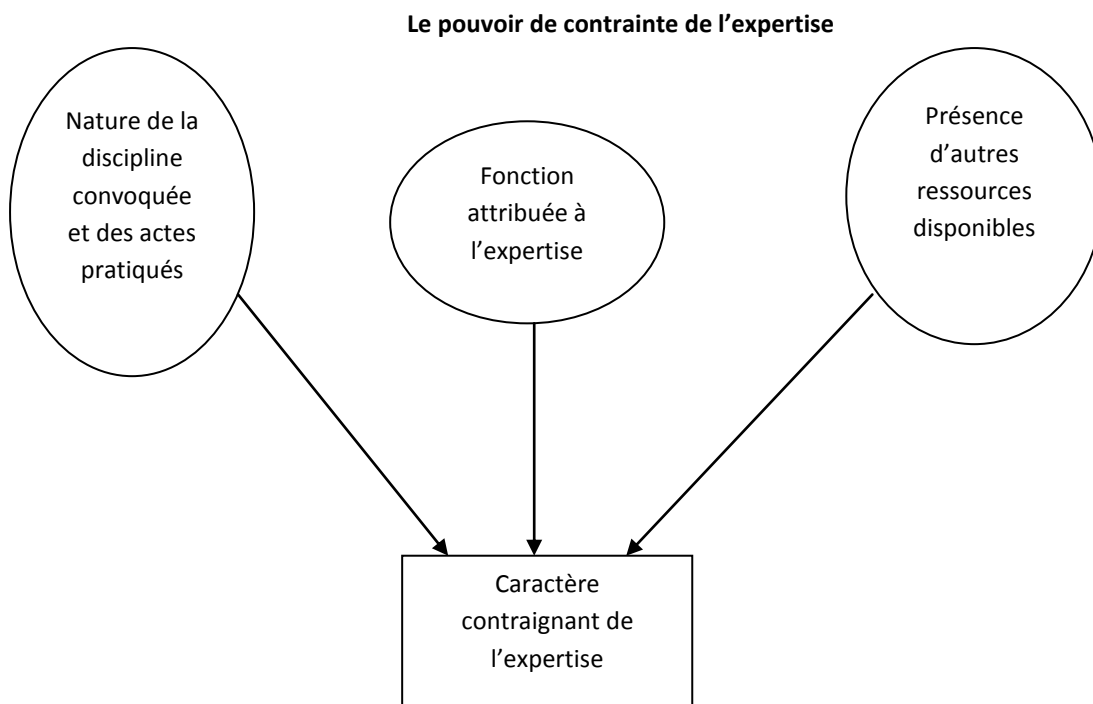 Le pouvoir de contrainte de l’expertise
Nature de la
discipline
convoquée
et des actes
pratiqués
Fonction
attribuée à
l’expertise
Présence
d’autres
ressources
disponibles
Caractère
contraignant de
l’expertise